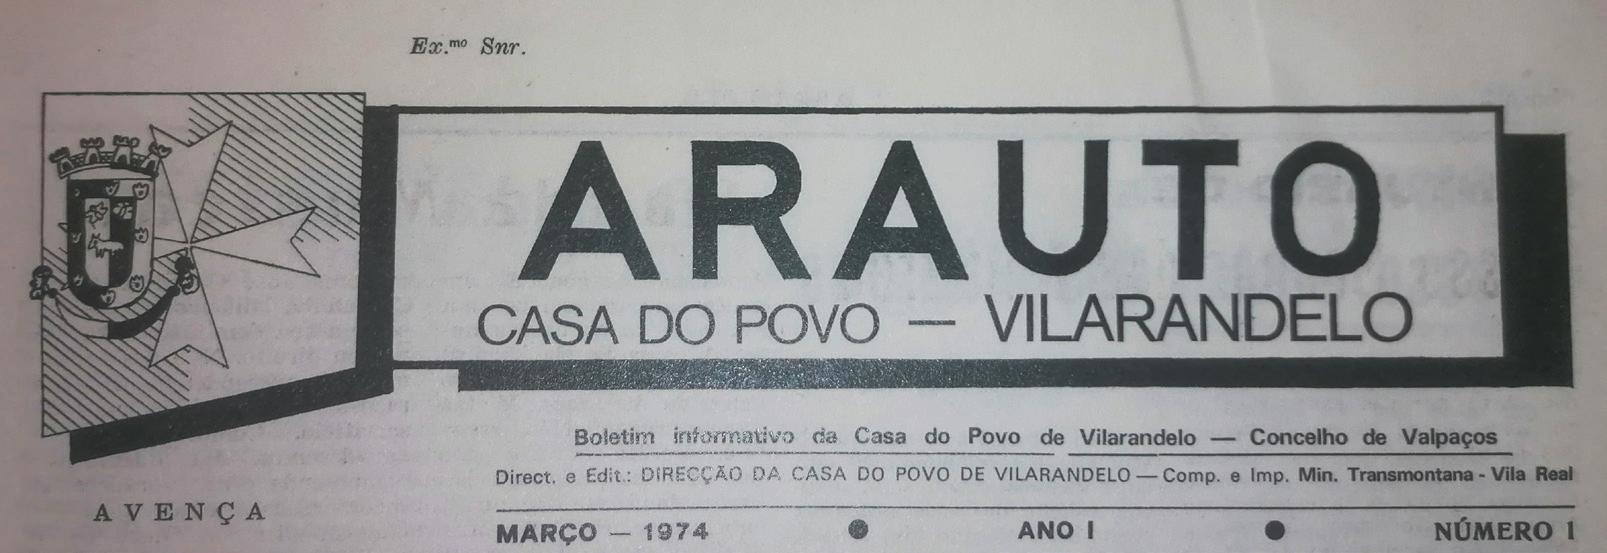 Ex.mo Snr.
ARAUTO
CASA DO POVO — VILARANDELO
Boletim informativo da Casa do Povo de Vilarandelo — Concelho de Valpaços
Direct. e Edit.: DIRECÇÃO DA CASA DO POVO DE VILARANDELO — Comp. e Imp. Min. Transmontana - Vila Real
AVENÇA
MARÇO — 1974 ● ANO I ● NÚMERO 1